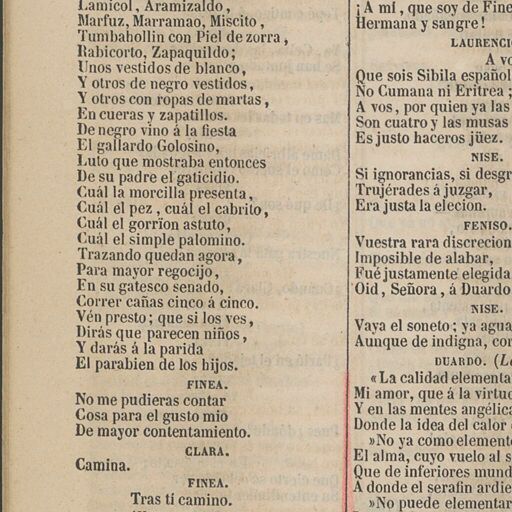 Lamicol, Aramizaldo,
Marfuz, Marramao, Miscito,
Tumbahollin con Piel de zorra,
Rabicorto, Zapaquildo;
Unos vestidos de blanco,
Y otros de negro vestidos,
Y otros con ropas de martas,
En cueras y zapatillos.
De negro vino á la fiesta
El gallardo Golosino,
Luto que mostraba entonces
De su padre el gaticidio.
Cuál la morcilla presenta,
Cuál el pez, cuál el cabrito,
Cuál el gorrïon astuto,
Cuál el simple palomino.
Trazando quedan agora,
Para mayor regocijo,
En su gatesco senado,
Correr cañas cinco á cinco.
Vén presto; que si los ves,
Dirás que parecen niños,
Y darás á la parida
El parabien de los hijos.
FINEA.
No me pudieras contar
Cosa para el gusto mio
De mayor contentamiento.
CLARA.
Camina.
FINEA.
Tras tí camino.
¡A mí, que soy de Fine
Hermana y sangre!
LAURENCIO
A vo
Que sois Sibila español
No Cumana ni Eritrea;
A vos, por quien ya las
Son cuatro y las musas
Es justo haceros jüez.
NISE.
Si ignorancias, si desgr
Trujérades á juzgar,
Era justa la elecion.
FENISO.
Vuestra rara discrecion
Imposible de alabar,
Fué justamente elegida
Oid, Señora, á Duardo
NISE.
Vaya el soneto; ya agua
Aunque de indigna, con
DUARDO. (Le
«La calidad elementa
Mi amor, que á la virtud
Y en las mentes angélica
Donde la idea del calor
»No ya como element
El alma, cuyo vuelo al s
Que de inferiores mund
A donde el serafin ardie
»No puede elementar